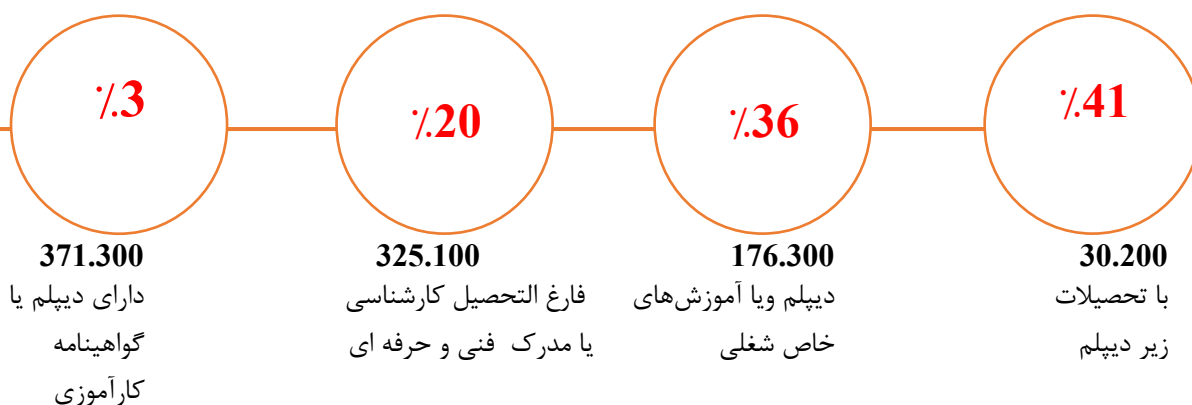 ٪41
٪36
٪20
٪3
30.200
با تحصیلات
زیر دیپلم
176.300
دیپلم ویا آموزش‌های
خاص شغلی
325.100
فارغ التحصیل کارشناسی
یا مدرک فنی و حرفه ای
371.300
دارای دیپلم یا
گواهینامه
کارآموزی